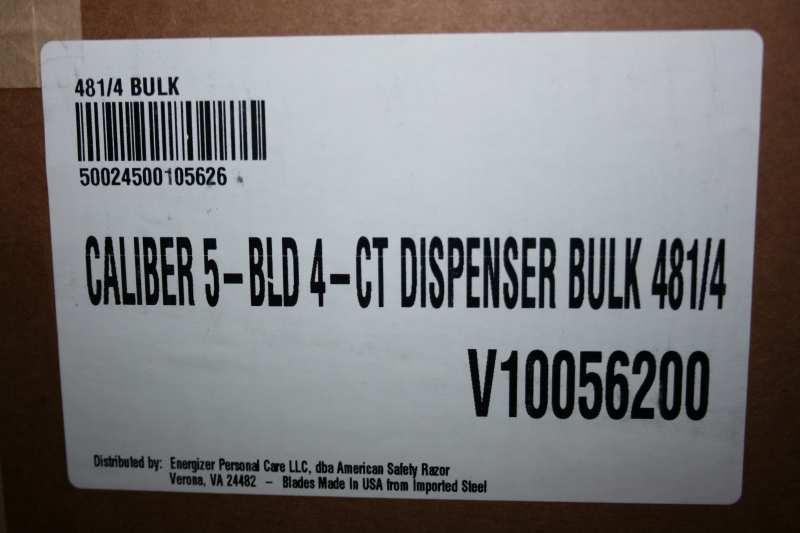 481/4 BULK
50024500105626
CALIBER 5-BLD 4-CT DISPENSER BULK 481/4
V10056200
Distributed by: Energizer Personal Care LLC, dba American Safety Razor
Verona, VA 24482 - Blades Made In USA from Imported Steel